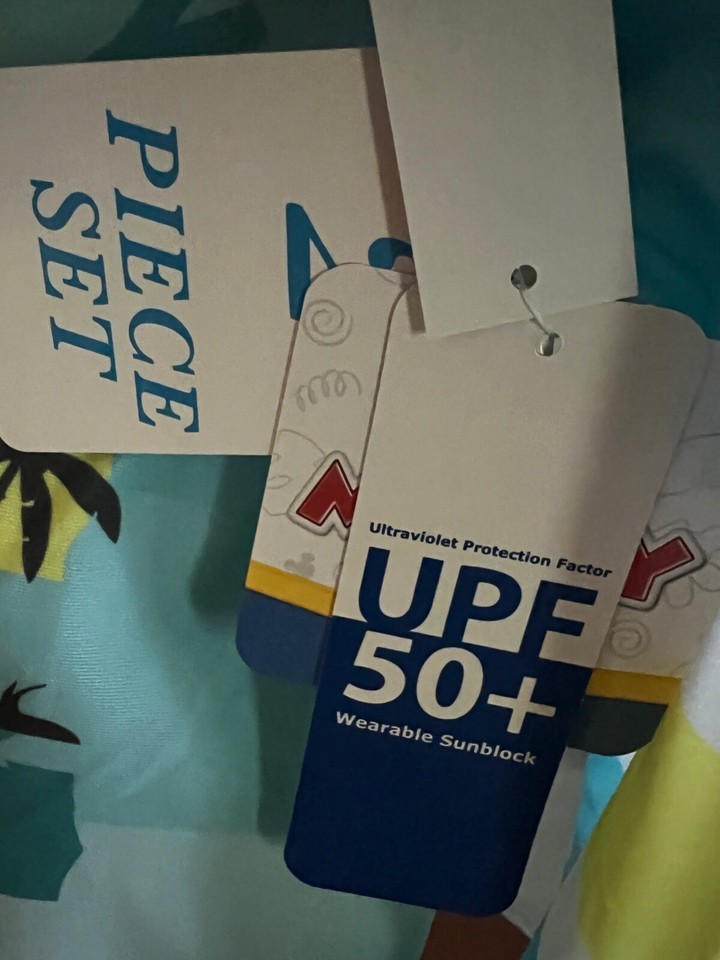 PIECE
SET
Ultraviolet Protection Factor
UPF
50+
Wearable Sunblock